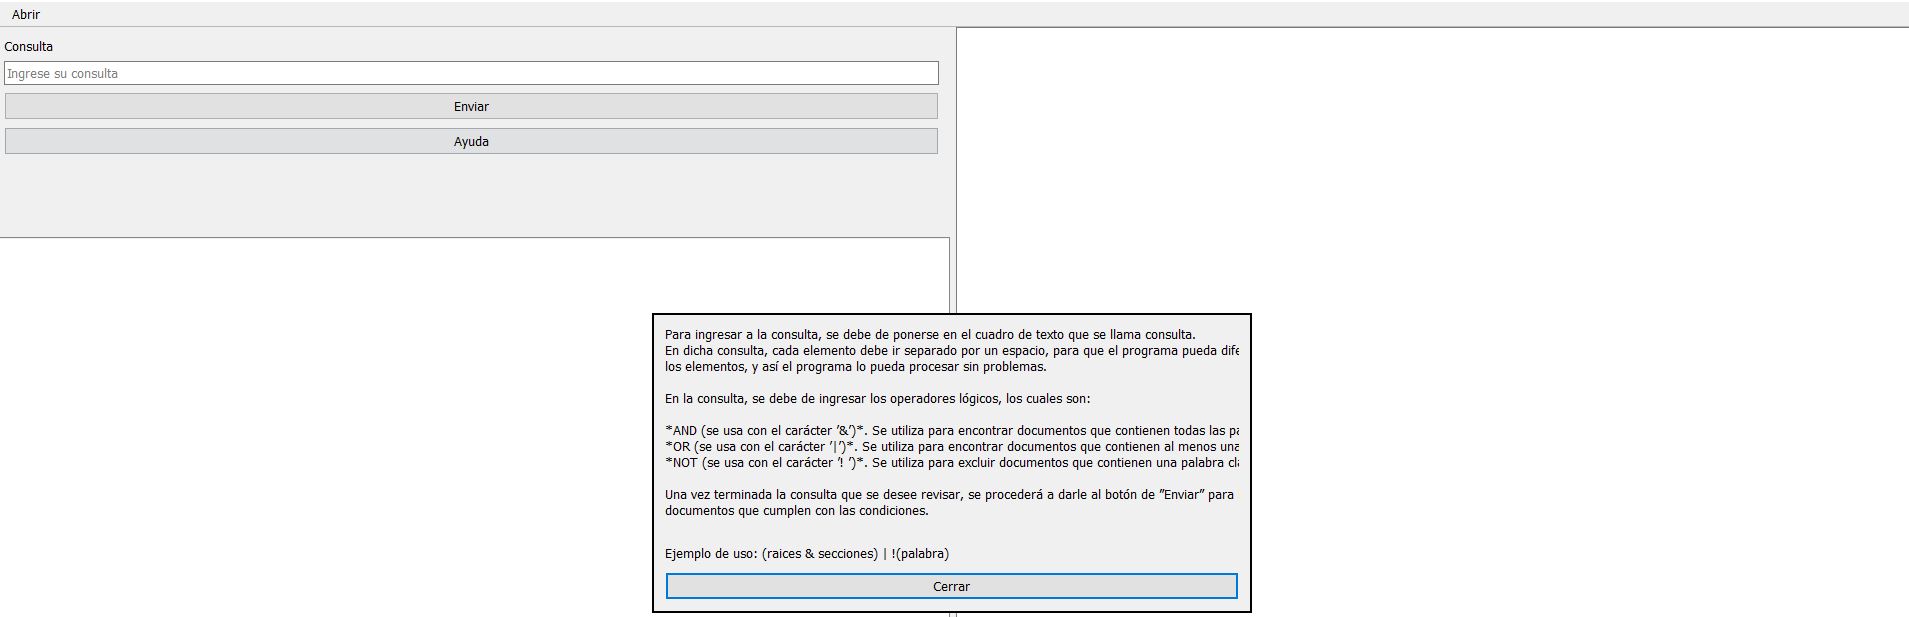 Abrir
Consulta
Ingrese su consulta
Enviar
Ayuda
Para ingresar a la consulta, se debe de ponerse en el cuadro de texto que se llama consulta.
En dicha consulta, cada elemento debe ir separado por un espacio, para que el programa pueda dife
los elementos, y así el programa lo pueda procesar sin problemas.
En la consulta, se debe de ingresar los operadores lógicos, los cuales son:
*AND (se usa con el carácter ’&’)*. Se utiliza para encontrar documentos que contienen todas las pa
*OR (se usa con el carácter ’|’)*. Se utiliza para encontrar documentos que contienen al menos una
*NOT (se usa con el carácter ’! ’)*. Se utiliza para excluir documentos que contienen una palabra cl
Una vez terminada la consulta que se desee revisar, se procederá a darle al botón de ”Enviar” para
documentos que cumplen con las condiciones.
Ejemplo de uso: (raices & secciones) | !(palabra)
Cerrar